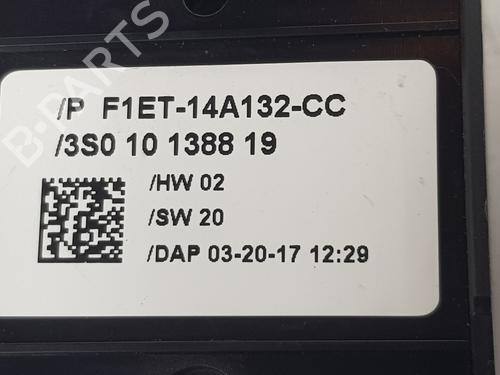 B-PARTS
/P F1ET-14A132-CC
/3S0 10 1388 19
/HW 02
/SW 20
/DAP 03-20-17 12:29